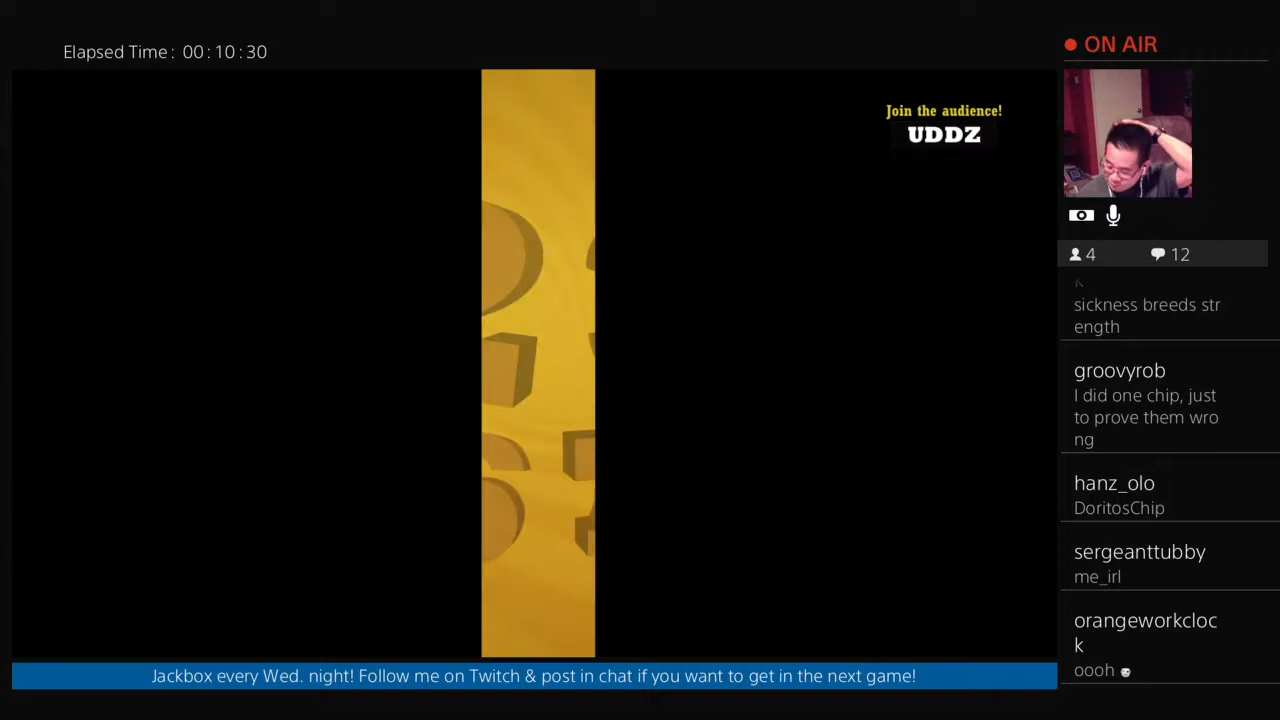 Elapsed Time: 00:10:30
ON AIR
Join the audience!
UDDZ
4 12
sickness breeds str
ength
groovyrob
I did one chip, just
to prove them wro
ng
hanz_olo
DoritosChip
sergeanttubby
me_irl
orangeworkcloc
k
oooh
Jackbox every Wed. night! Follow me on Twitch & post in chat if you want to get in the next game!